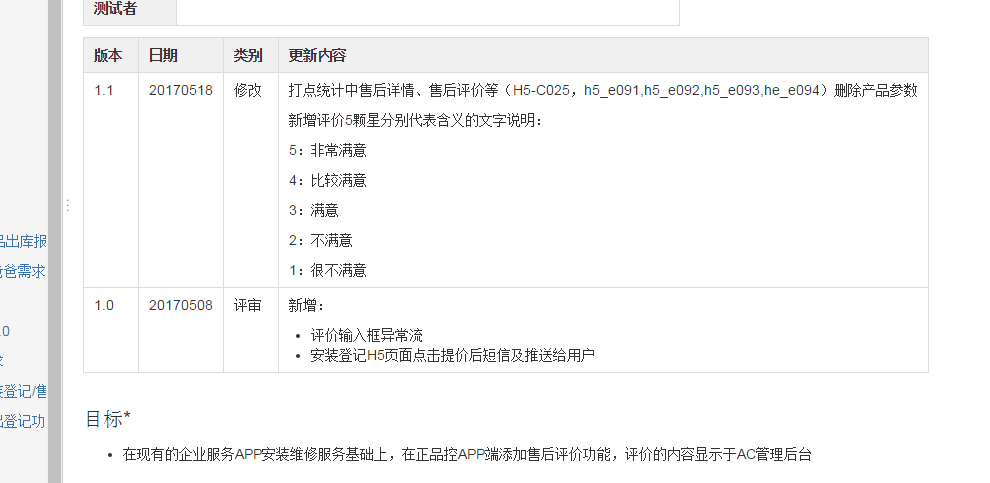 测试者
版本 日期 类别 更新内容
1.1 20170518 修改 打点统计中售后详情、售后评价等（H5-C025，h5_e091,h5_e092,h5_e093,he_e094）删除产品参数
新增评价5颗星分别代表含义的文字说明：
5：非常满意
4：比较满意
3：满意
2：不满意
1：很不满意
1.0 20170508 评审 新增：
• 评价输入框异常流
• 安装登记H5页面点击提价后短信及推送给用户
品出库报
爸爸需求
.0
求
装登记/售
出登记功
目标*
• 在现有的企业服务APP安装维修服务基础上，在正品控APP端添加售后评价功能，评价的内容显示于AC管理后台